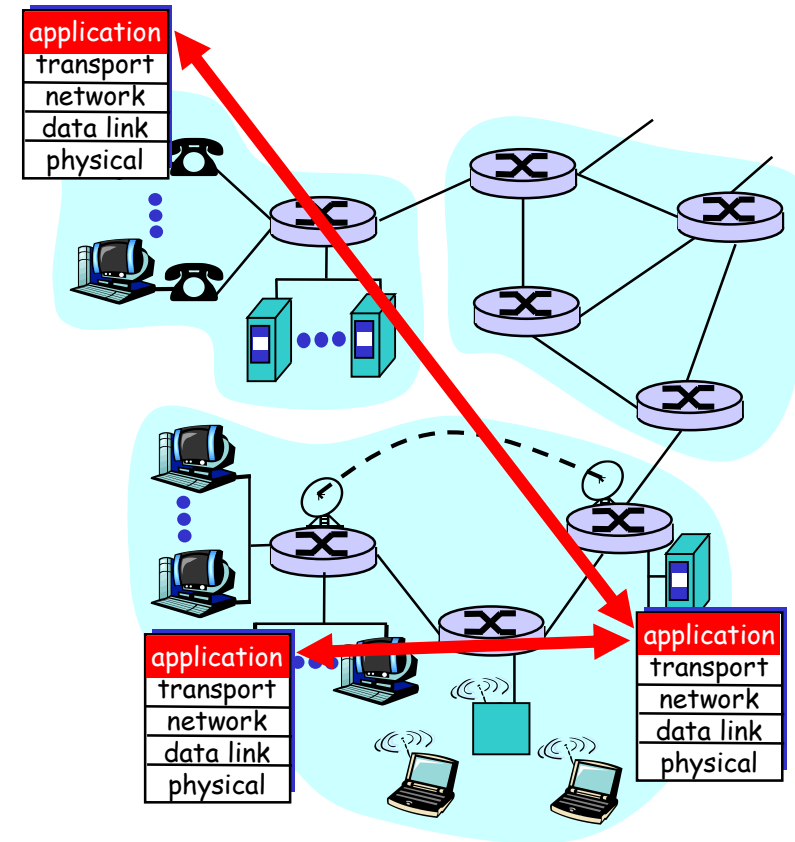 application
transport
network
data link
physical
application
transport
network
data link
physical
application
transport
network
data link
physical